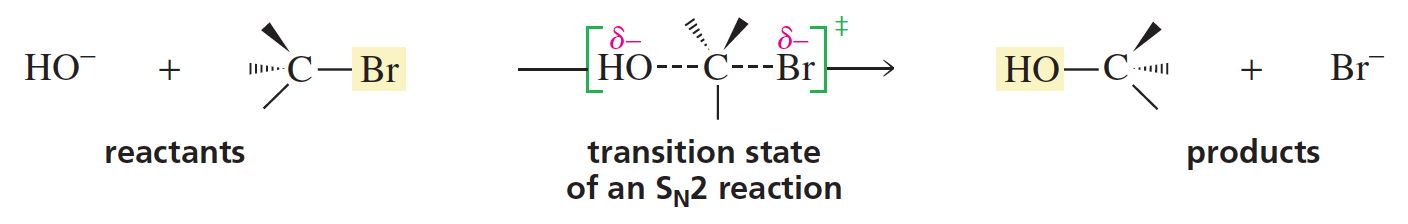 δ– δ– ‡
HO⁻ + C—Br [HO---C---Br] HO—C + Br⁻
reactants transition state products
of an Sₙ2 reaction